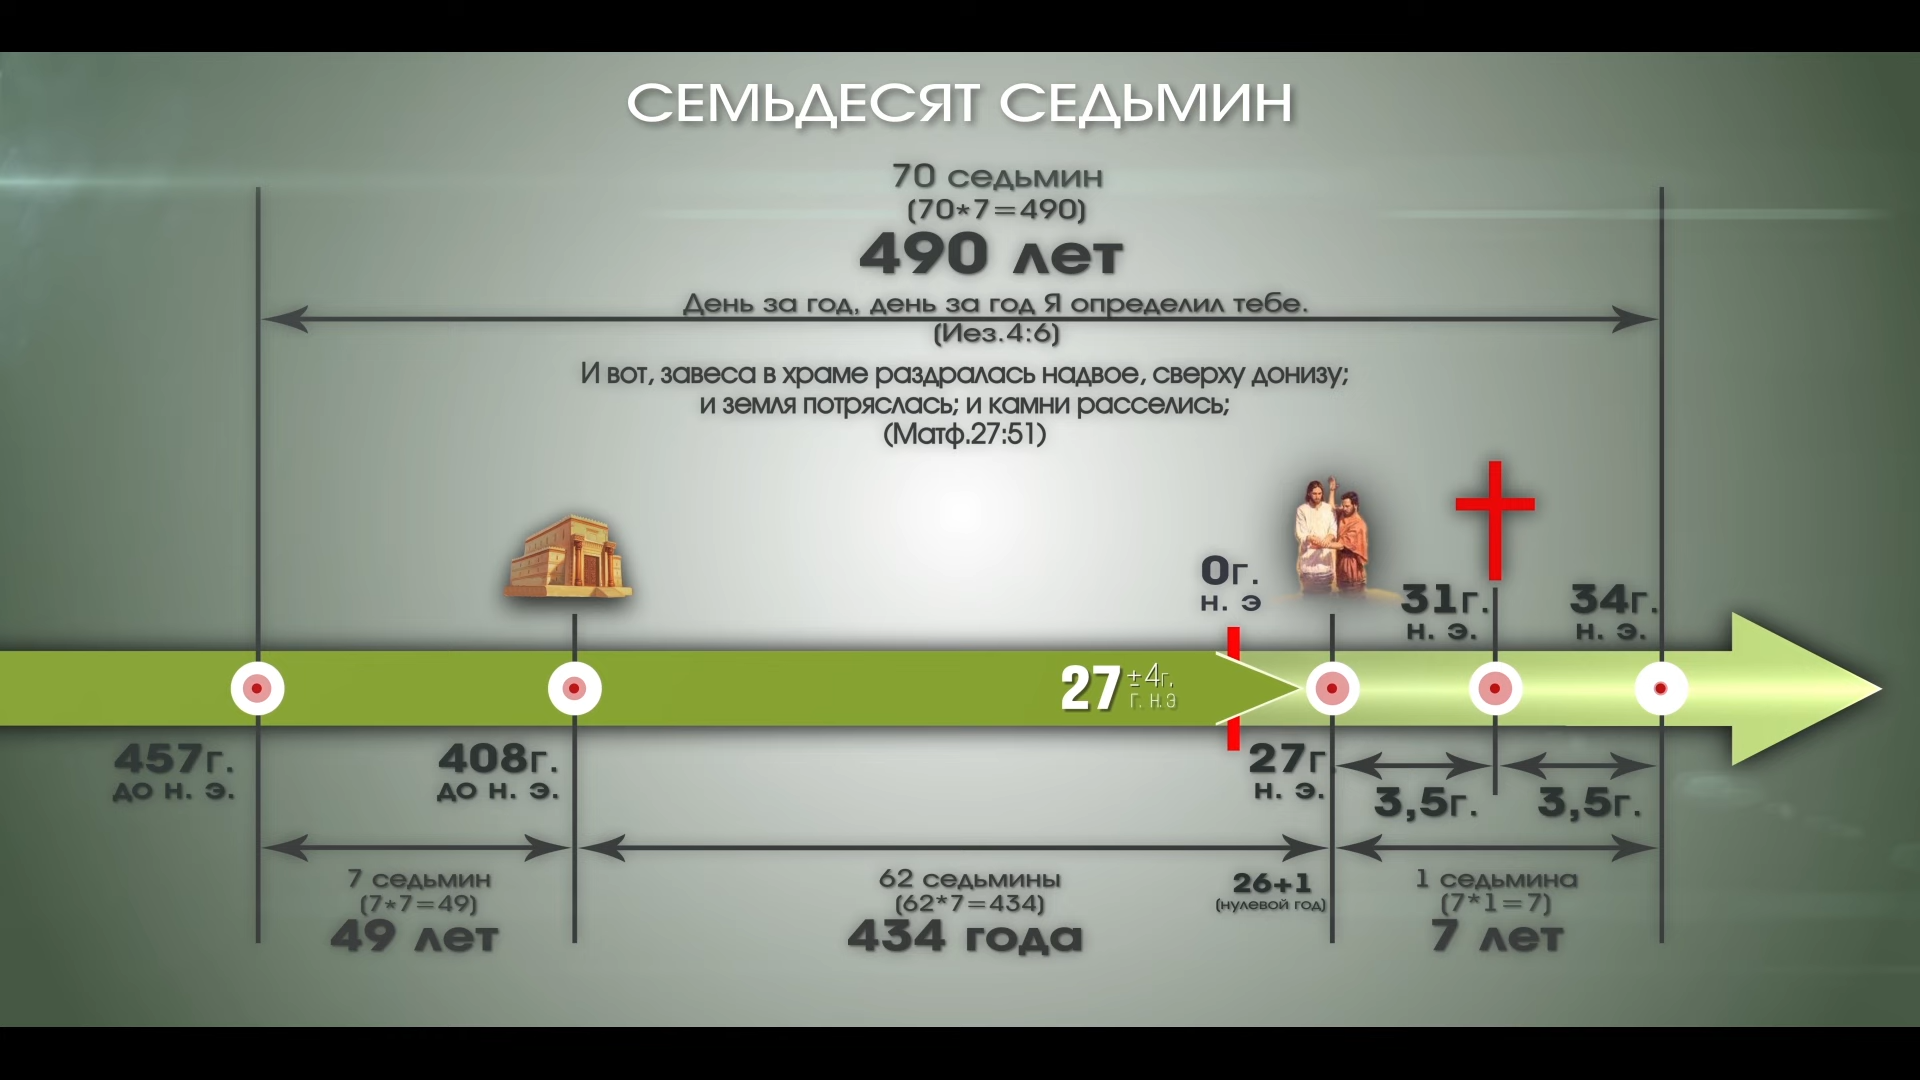 СЕМЬДЕСЯТ СЕДЬМИН
70 седьмин
(70*7=490)
490 лет
День за год, день за год Я определил тебе.
(Иез.4:6)
И вот, завеса в храме раздралась надвое, сверху донизу;
и земля потряслась; и камни расселись;
(Матф.27:51)
0г.
н. э
31г.
н. э.
34г.
н. э.
27 ±4г.
г. н.э
457г.
до н. э.
408г.
до н. э.
27г
н. э.
3,5г.
3,5г.
7 седьмин
(7*7=49)
49 лет
62 седьмины
(62*7=434)
434 года
26+1
(нулевой год)
1 седьмина
(7*1=7)
7 лет